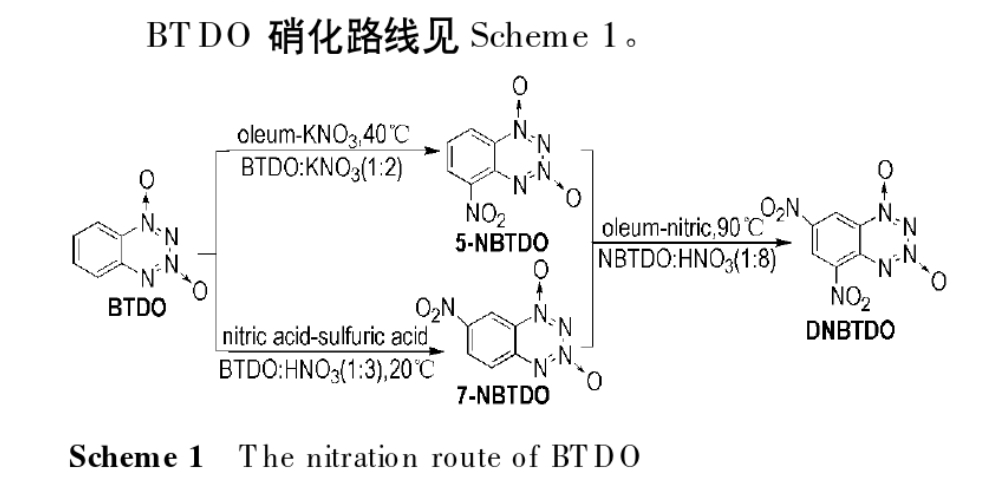 BTDO 硝化路线见 Scheme 1。
O
N
N
N
N
O
BTDO
oleum-KNO3,40℃
BTDO:KNO3(1:2)
O
N
N
N
N
O
NO2
5-NBTDO
nitric acid-sulfuric acid
BTDO:HNO3(1:3),20℃
O
O2N
N
N
N
N
O
7-NBTDO
oleum-nitric,90℃
NBTDO:HNO3(1:8)
O
O2N
N
N
N
N
O
NO2
DNBTDO
Scheme 1 The nitration route of BTDO